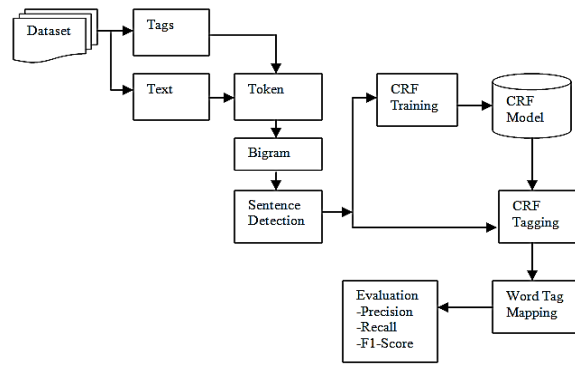 Dataset
Tags
Text
Token
Bigram
Sentence
Detection
CRF
Training
CRF
Model
CRF
Tagging
Word Tag
Mapping
Evaluation
-Precision
-Recall
-F1-Score